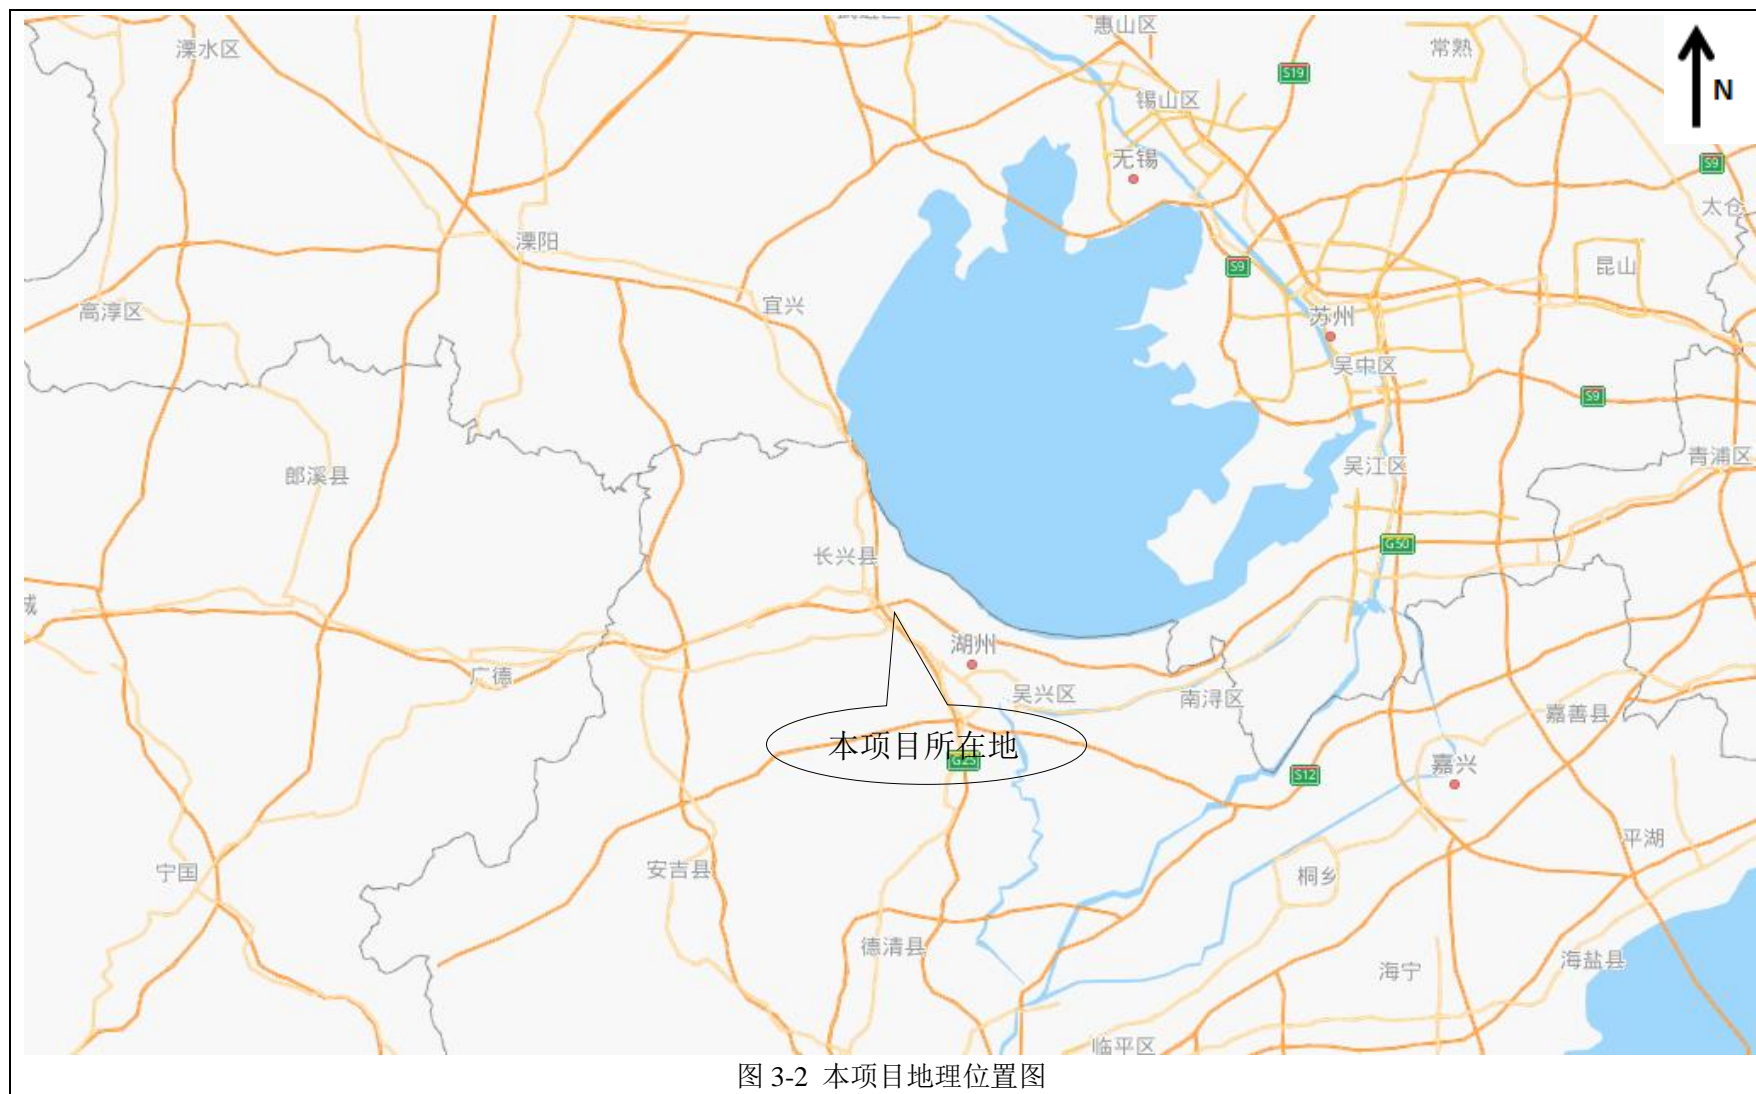 惠山区
溧水区
常熟
S19
N
锡山区
无锡
S9
太仓
溧阳
S9
昆山
宜兴
高淳区
苏州
吴中区
S9
青浦区
吴江区
郎溪县
G50
长兴县
湖州
广德
吴兴区
南浔区
嘉善县
本项目所在地
G25
嘉兴
S12
平湖
宁国
安吉县
桐乡
德清县
海宁
海盐县
临平区
图 3-2 本项目地理位置图